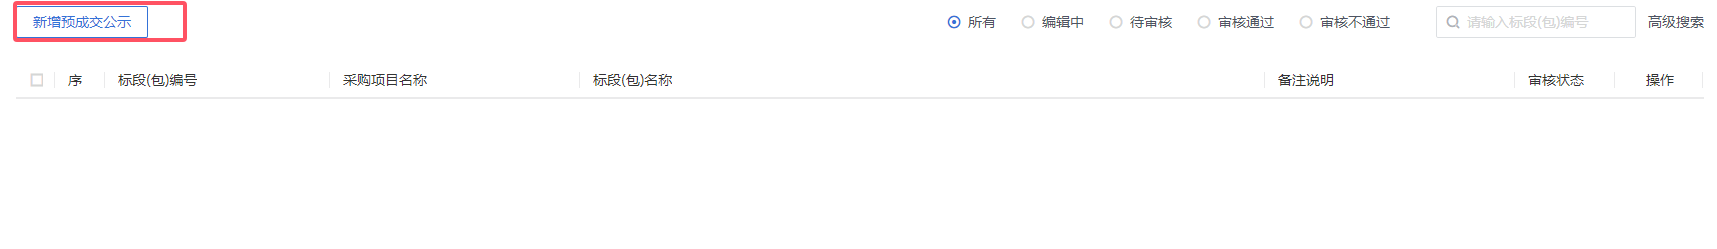 新增预成交公示 所有 编辑中 待审核 审核通过 审核不通过 请输入标段(包)编号 高级搜索
序 标段(包)编号 采购项目名称 标段(包)名称 备注说明 审核状态 操作